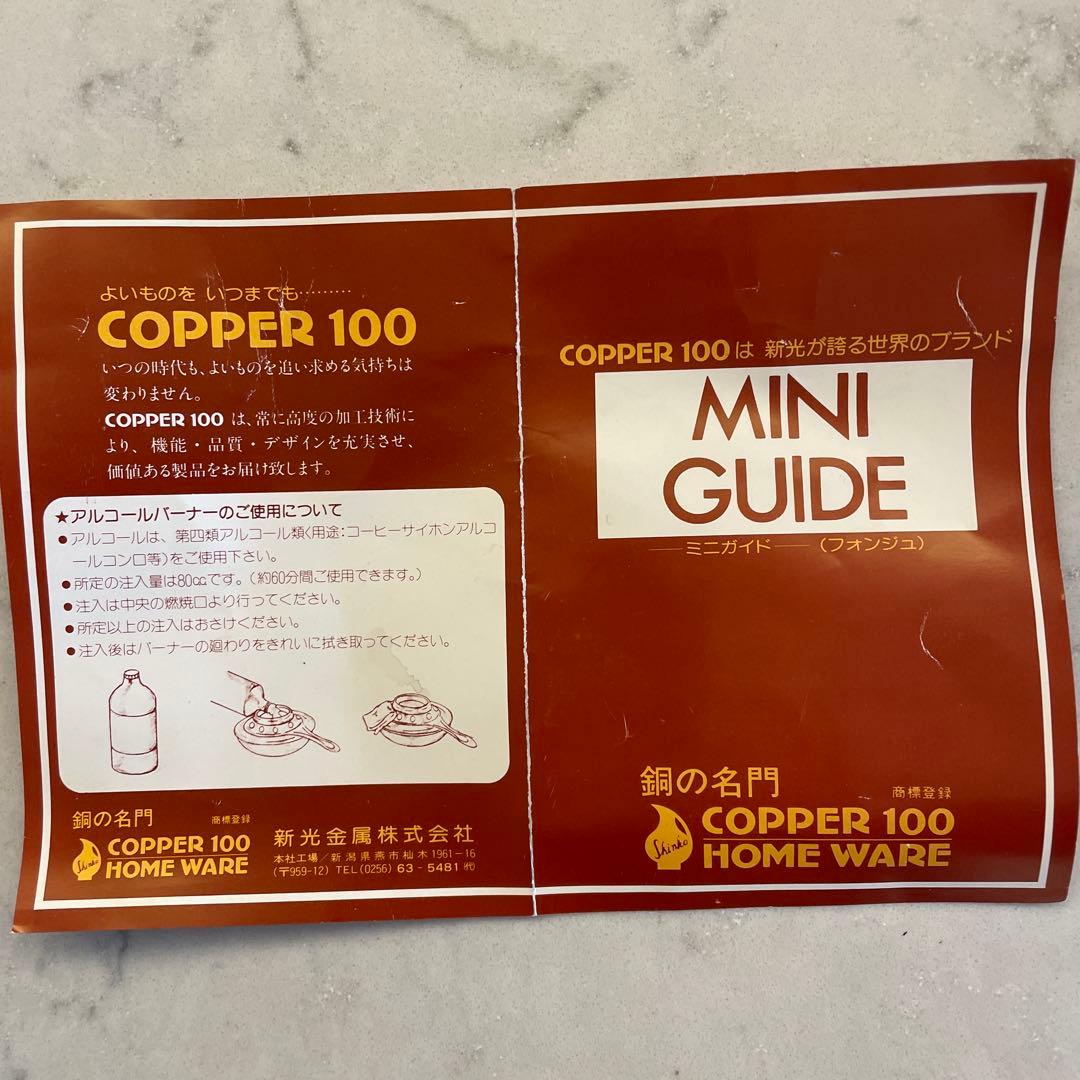 よいものを いつまでも………
COPPER 100
いつの時代も、よいものを追い求める気持ちは
変わりません。
COPPER 100 は、常に高度の加工技術に
より、機能・品質・デザインを充実させ、
価値ある製品をお届け致します。
★アルコールバーナーのご使用について
●アルコールは、第四類アルコール類〈用途:コーヒーサイホンアルコ
ールコンロ等〉をご使用下さい。
●所定の注入量は80ccです。(約60分間ご使用できます。)
●注入は中央の燃焼口より行ってください。
●所定以上の注入はおさけください。
●注入後はバーナーの廻わりをきれいに拭き取ってください。
銅の名門
商標登録
Shinko
COPPER 100
HOME WARE
新光金属株式会社
本社工場/新潟県燕市杣木1961-16
(〒959-12) TEL(0256) 63-5481㈹
COPPER 100は 新光が誇る世界のブランド
MINI
GUIDE
──ミニガイド──(フォンジュ)
銅の名門
商標登録
Shinko
COPPER 100
HOME WARE